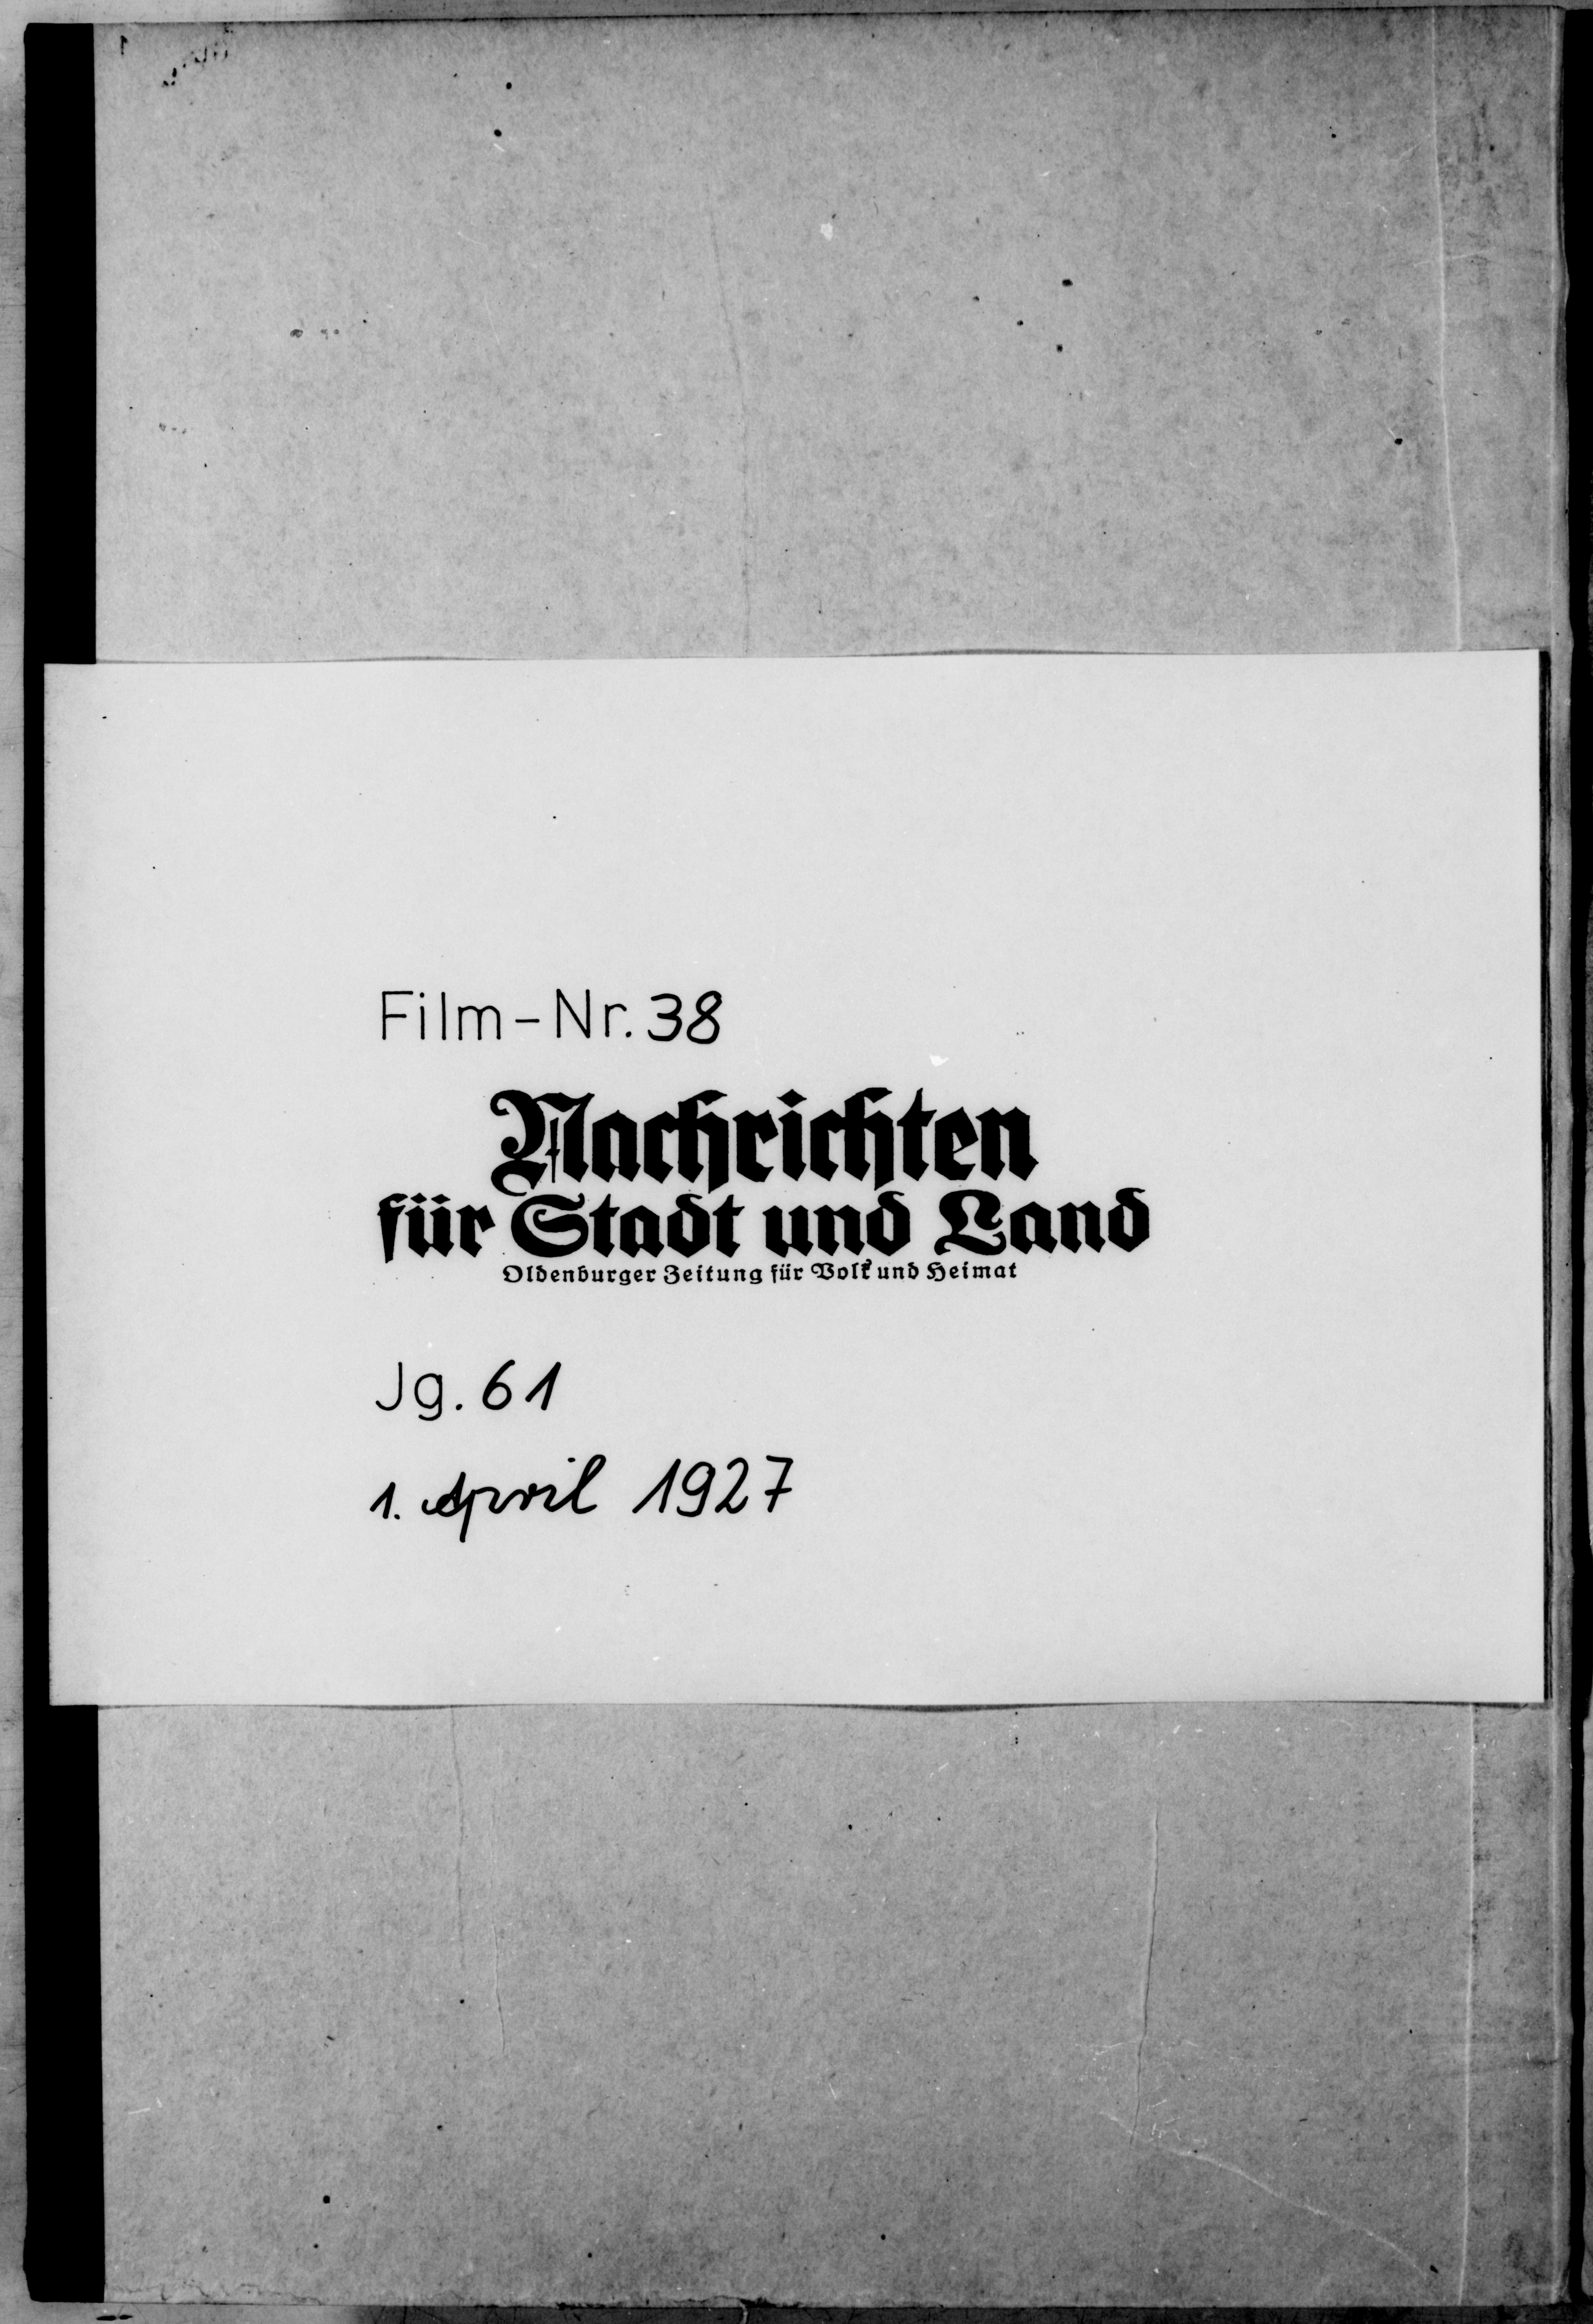 Film-Nr. 38
Nachrichten
für Stadt und Land
Oldenburger Zeitung für Volk und Heimat
Jg. 61
1. April 1927